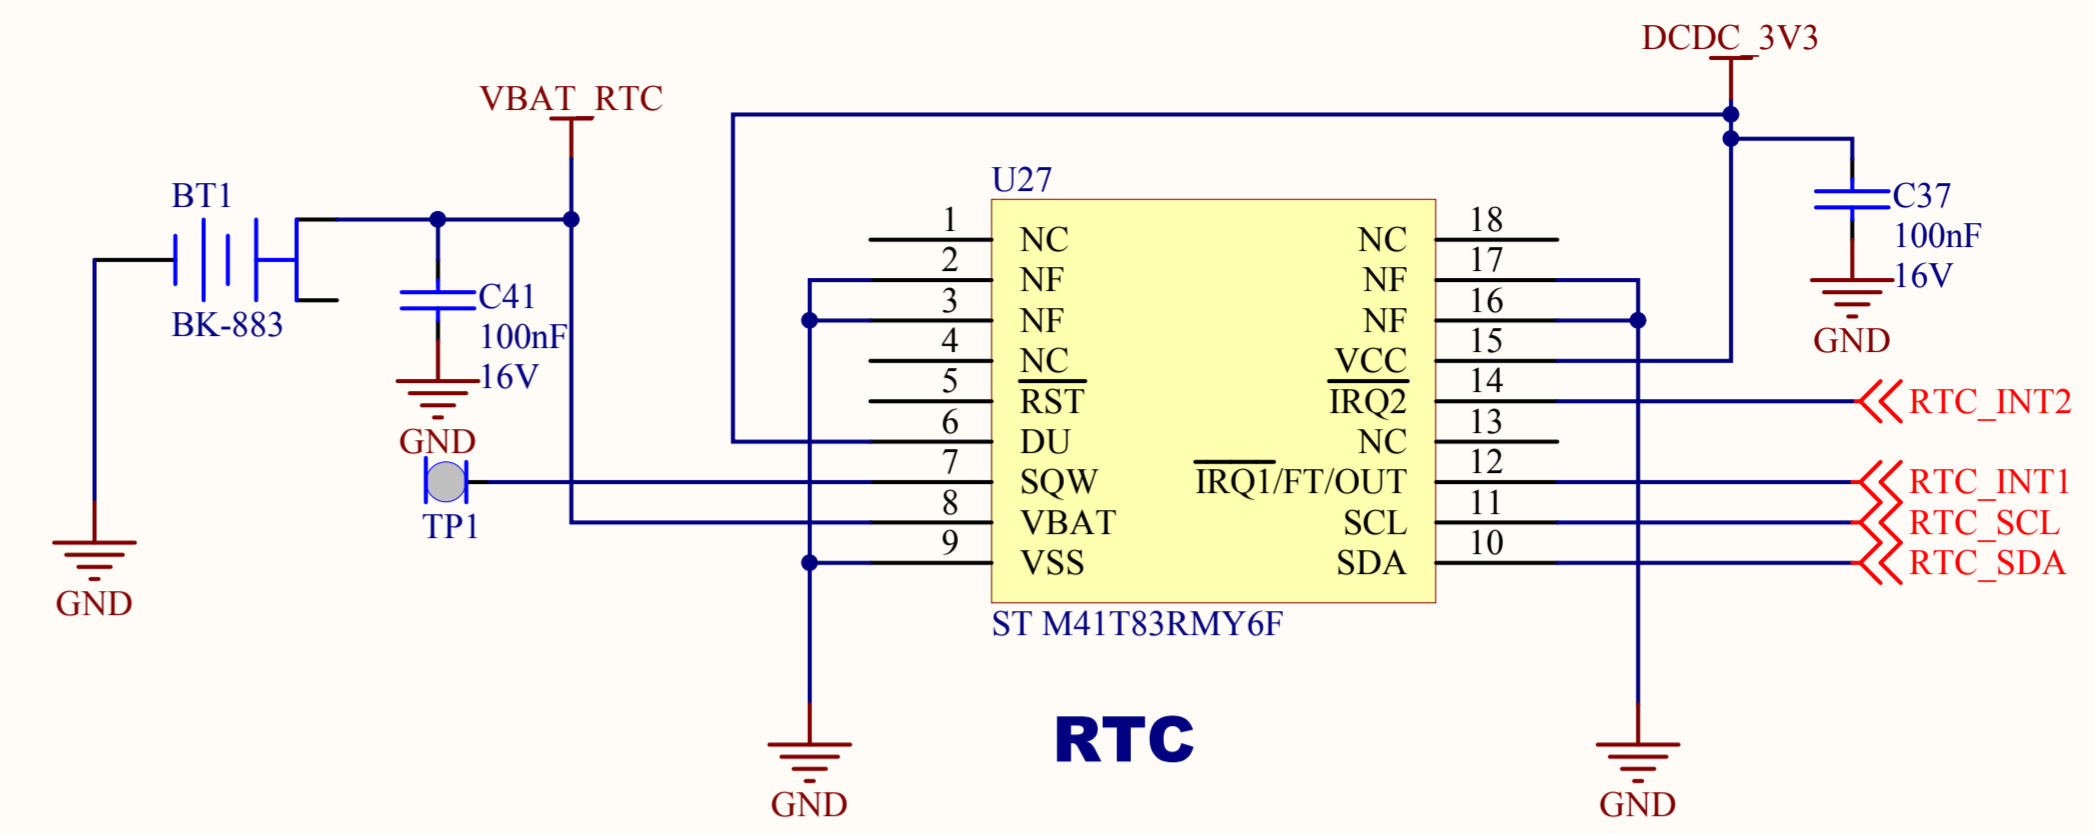 DCDC_3V3
VBAT_RTC
U27
BT1
BK-883
C41
100nF
16V
GND
C37
100nF
16V
GND
1
NC
NC
18
2
NF
NF
17
3
NF
NF
16
4
NC
VCC
15
5
RST
IRQ2
14
RTC_INT2
6
DU
NC
13
7
SQW
IRQ1/FT/OUT
12
RTC_INT1
8
VBAT
SCL
11
RTC_SCL
9
VSS
SDA
10
RTC_SDA
TP1
GND
ST M41T83RMY6F
RTC
GND
GND